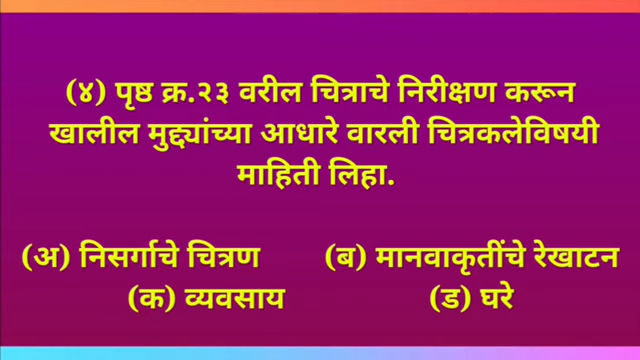 (४) पृष्ठ क्र.२३ वरील चित्राचे निरीक्षण करून
खालील मुद्द्यांच्या आधारे वारली चित्रकलेविषयी
माहिती लिहा.
(अ) निसर्गाचे चित्रण (ब) मानवाकृतींचे रेखाटन
(क) व्यवसाय (ड) घरे